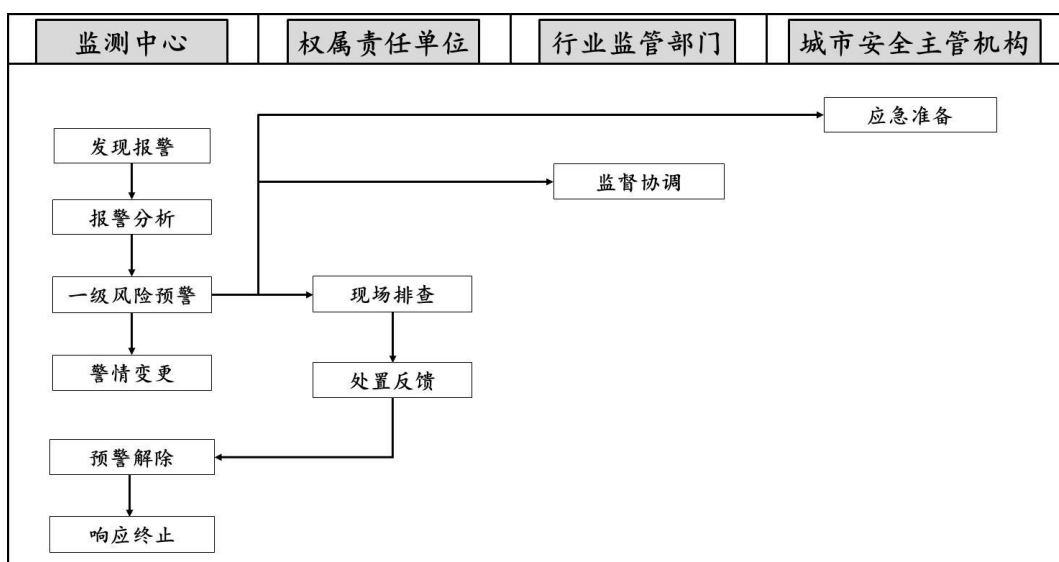 监测中心
权属责任单位
行业监管部门
城市安全主管机构
应急准备
发现报警
监督协调
报警分析
一级风险预警
现场排查
警情变更
处置反馈
预警解除
响应终止